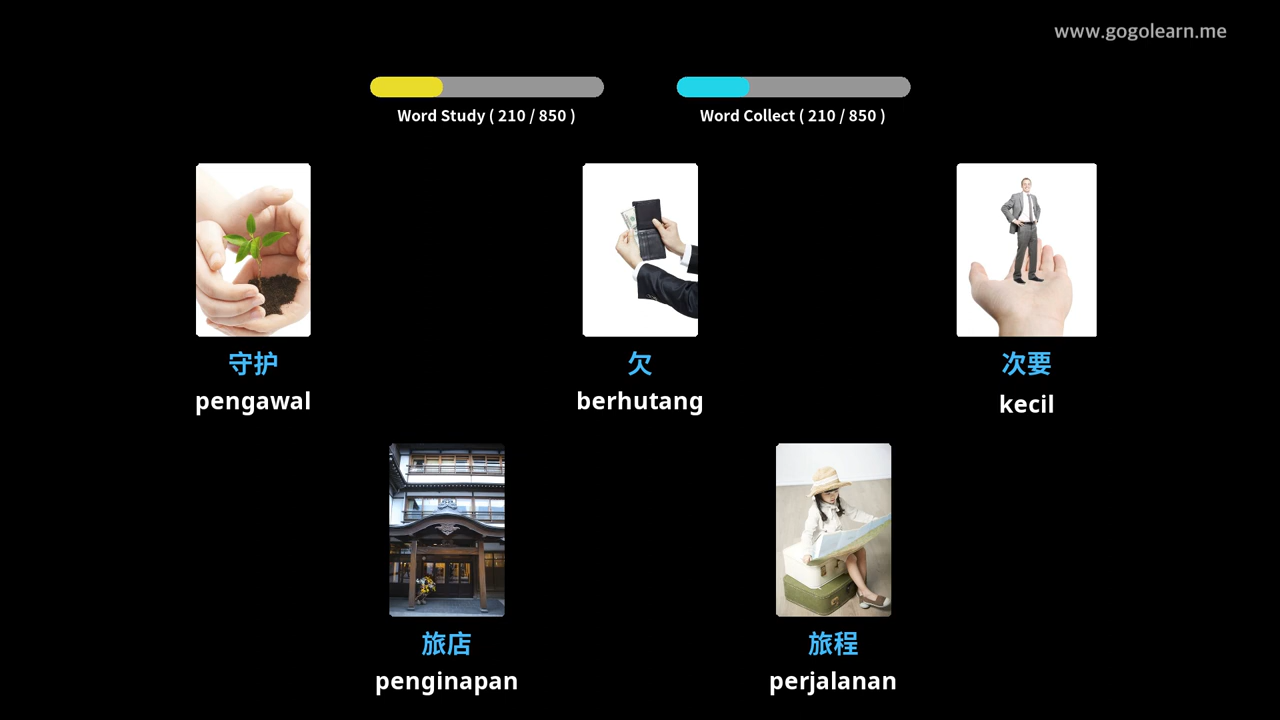 www.gogolearn.me
Word Study ( 210 / 850 )
Word Collect ( 210 / 850 )
守护
pengawal
欠
berhutang
次要
kecil
旅店
penginapan
旅程
perjalanan